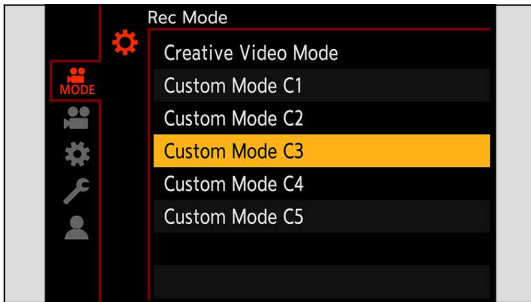 Rec Mode
MODE
Creative Video Mode
Custom Mode C1
Custom Mode C2
Custom Mode C3
Custom Mode C4
Custom Mode C5